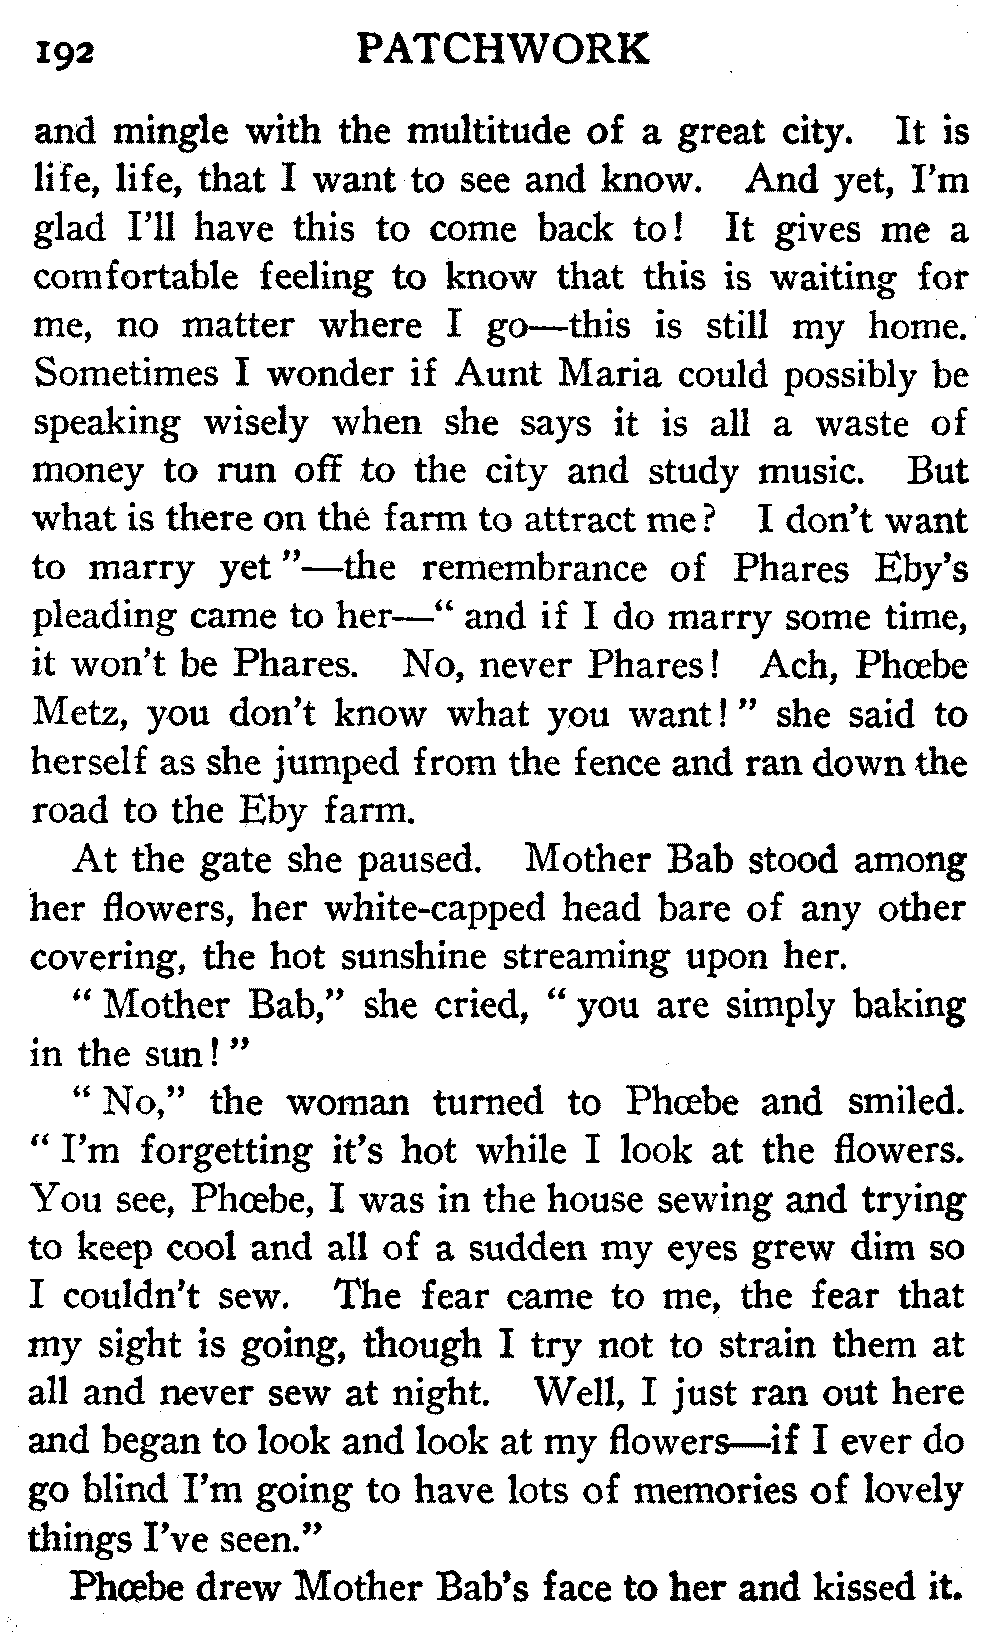 192 PATCHWORK
and mingle with the multitude of a great city. It is
life, life, that I want to see and know. And yet, I'm
glad I'll have this to come back to! It gives me a
comfortable feeling to know that this is waiting for
me, no matter where I go—this is still my home.
Sometimes I wonder if Aunt Maria could possibly be
speaking wisely when she says it is all a waste of
money to run off to the city and study music. But
what is there on the farm to attract me? I don't want
to marry yet"—the remembrance of Phares Eby's
pleading came to her—"and if I do marry some time,
it won't be Phares. No, never Phares! Ach, Phœbe
Metz, you don't know what you want!" she said to
herself as she jumped from the fence and ran down the
road to the Eby farm.
At the gate she paused. Mother Bab stood among
her flowers, her white-capped head bare of any other
covering, the hot sunshine streaming upon her.
"Mother Bab," she cried, "you are simply baking
in the sun!"
"No," the woman turned to Phœbe and smiled.
"I'm forgetting it's hot while I look at the flowers.
You see, Phœbe, I was in the house sewing and trying
to keep cool and all of a sudden my eyes grew dim so
I couldn't sew. The fear came to me, the fear that
my sight is going, though I try not to strain them at
all and never sew at night. Well, I just ran out here
and began to look and look at my flowers—if I ever do
go blind I'm going to have lots of memories of lovely
things I've seen."
Phœbe drew Mother Bab's face to her and kissed it.